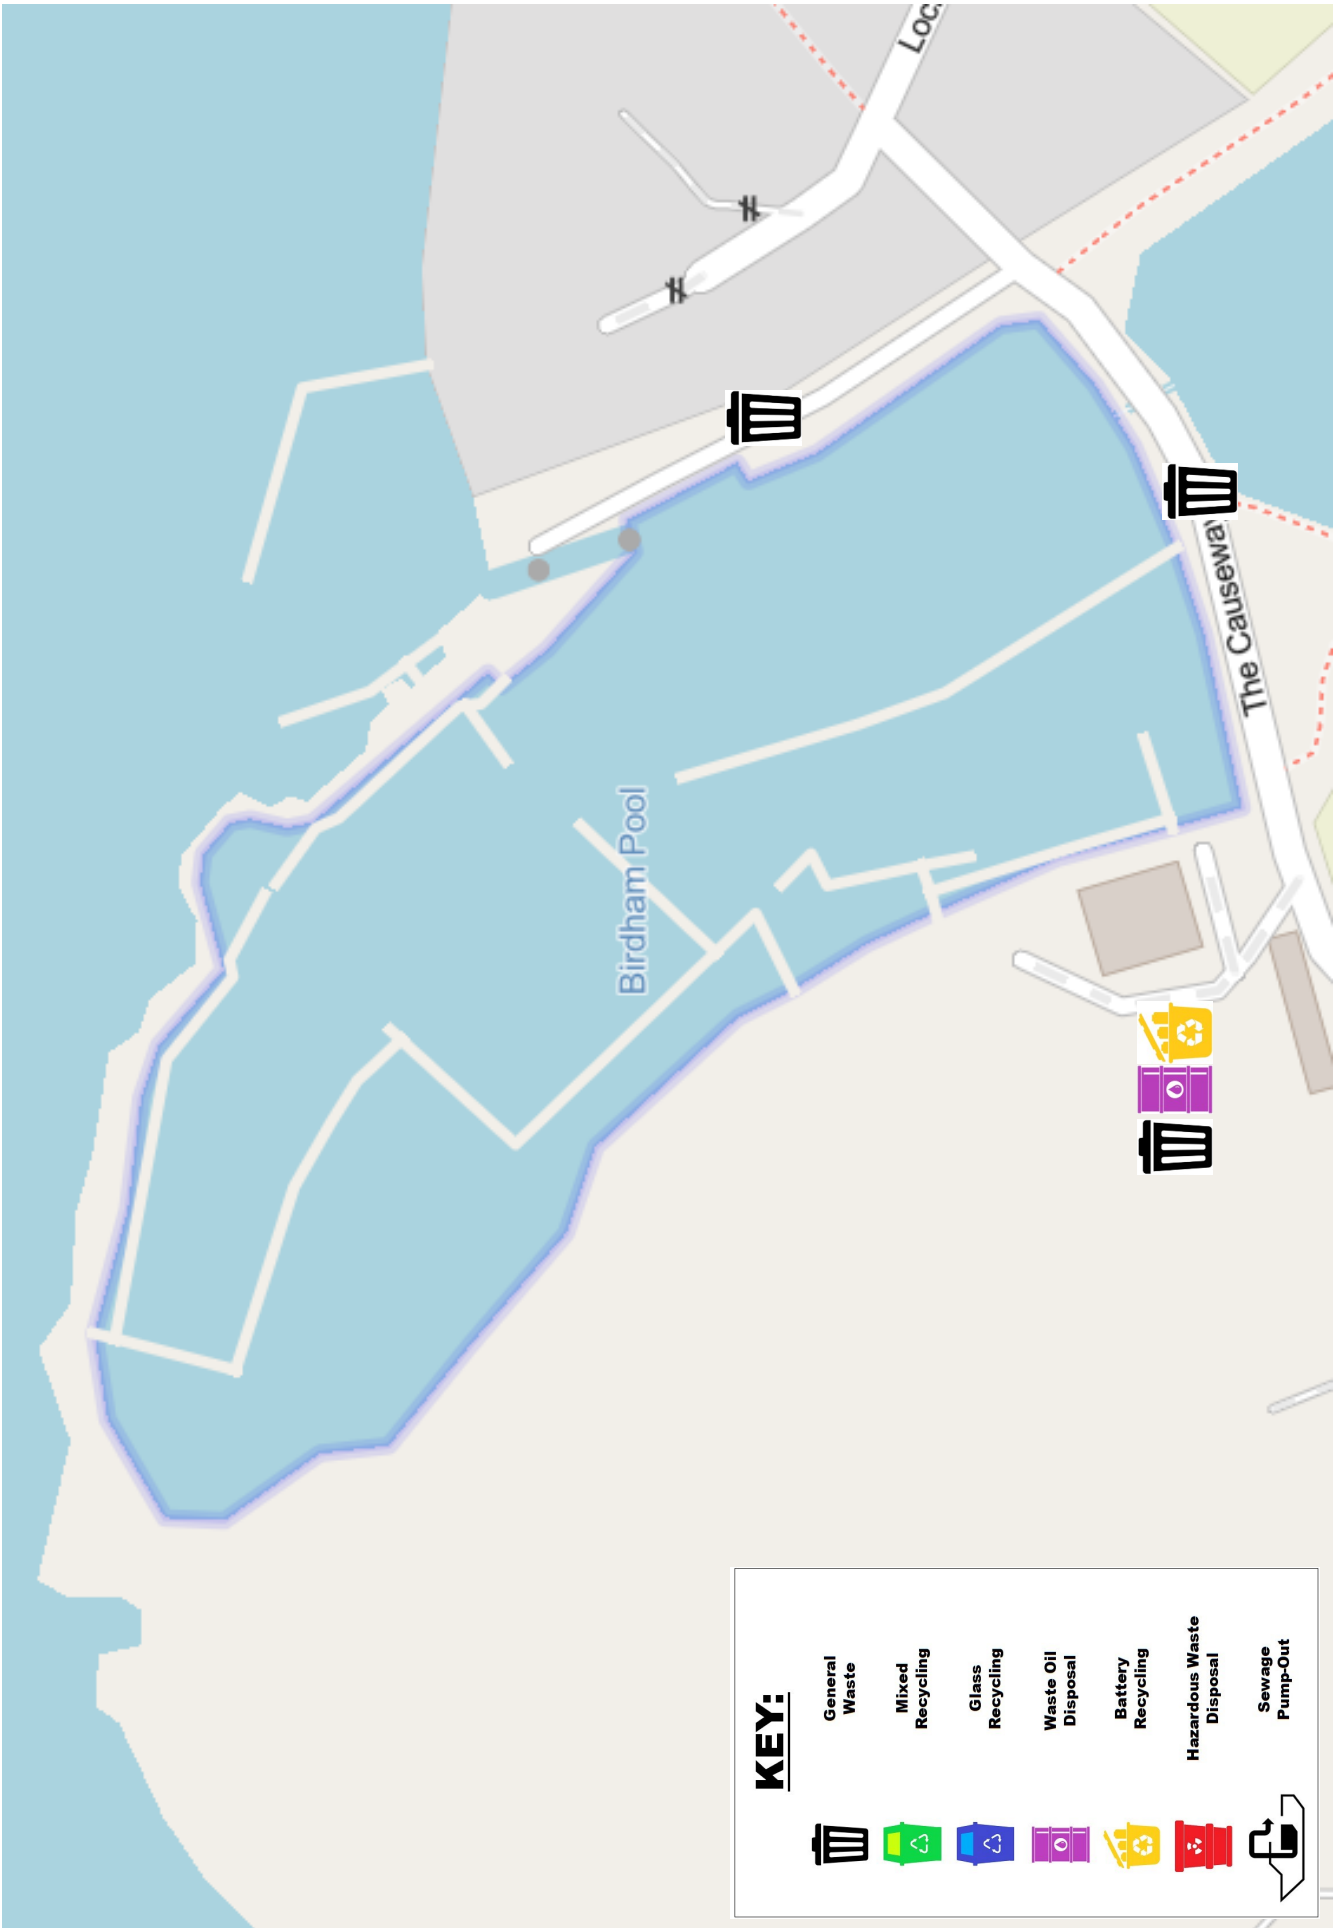 Loc
The Causeway
Birdham Pool
KEY:
General
Waste
Mixed
Recycling
Glass
Recycling
Waste Oil
Disposal
Battery
Recycling
Hazardous Waste
Disposal
Sewage
Pump-Out